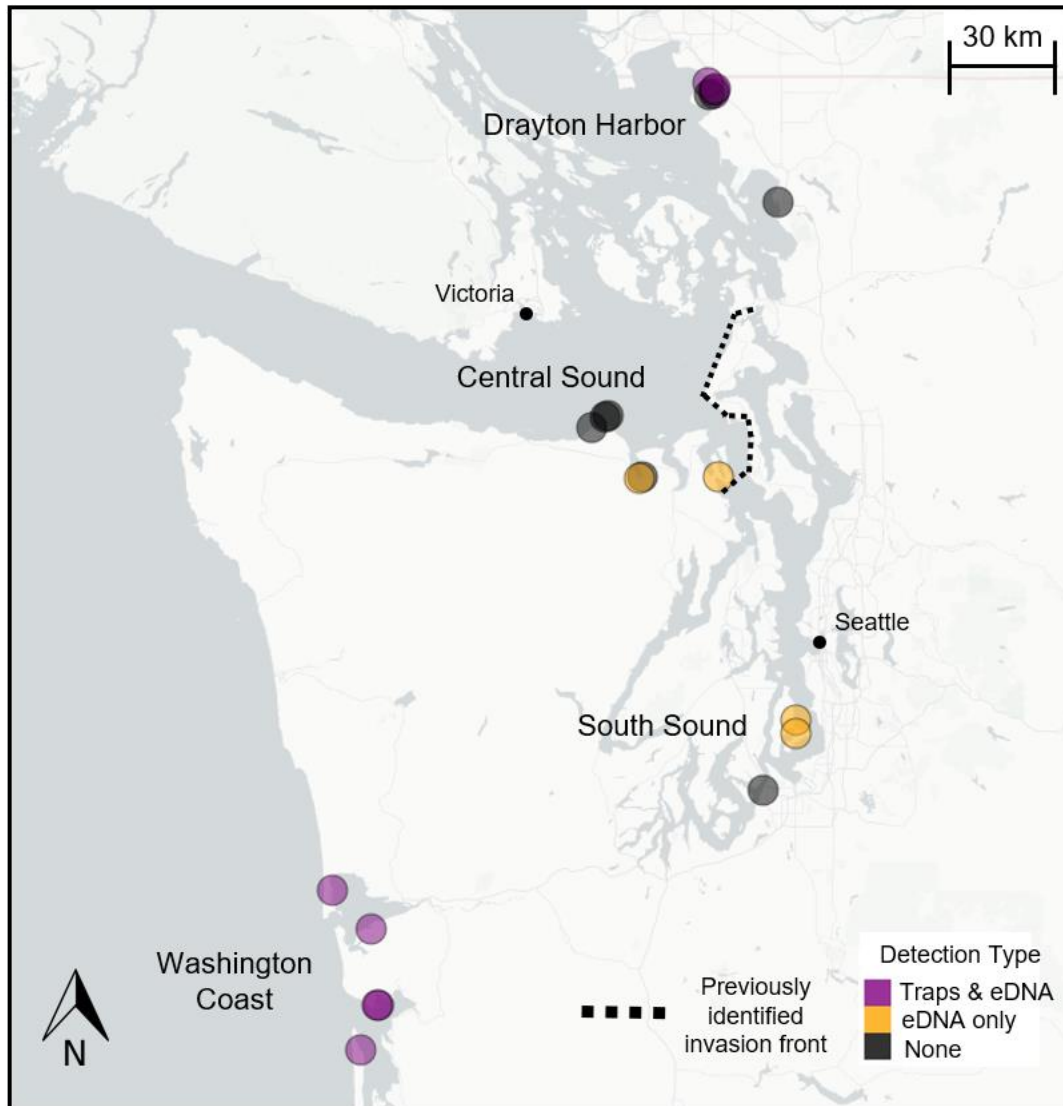 30 km
Drayton Harbor
Victoria
Central Sound
Seattle
South Sound
Washington
Coast
N
Previously
identified
invasion front
Detection Type
Traps & eDNA
eDNA only
None